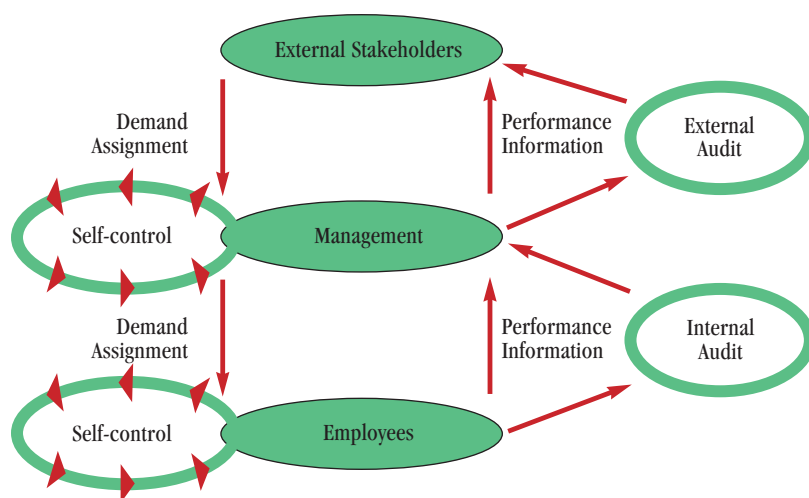 External Stakeholders
Demand
Assignment
Performance
Information
External
Audit
Self-control
Management
Demand
Assignment
Performance
Information
Internal
Audit
Self-control
Employees